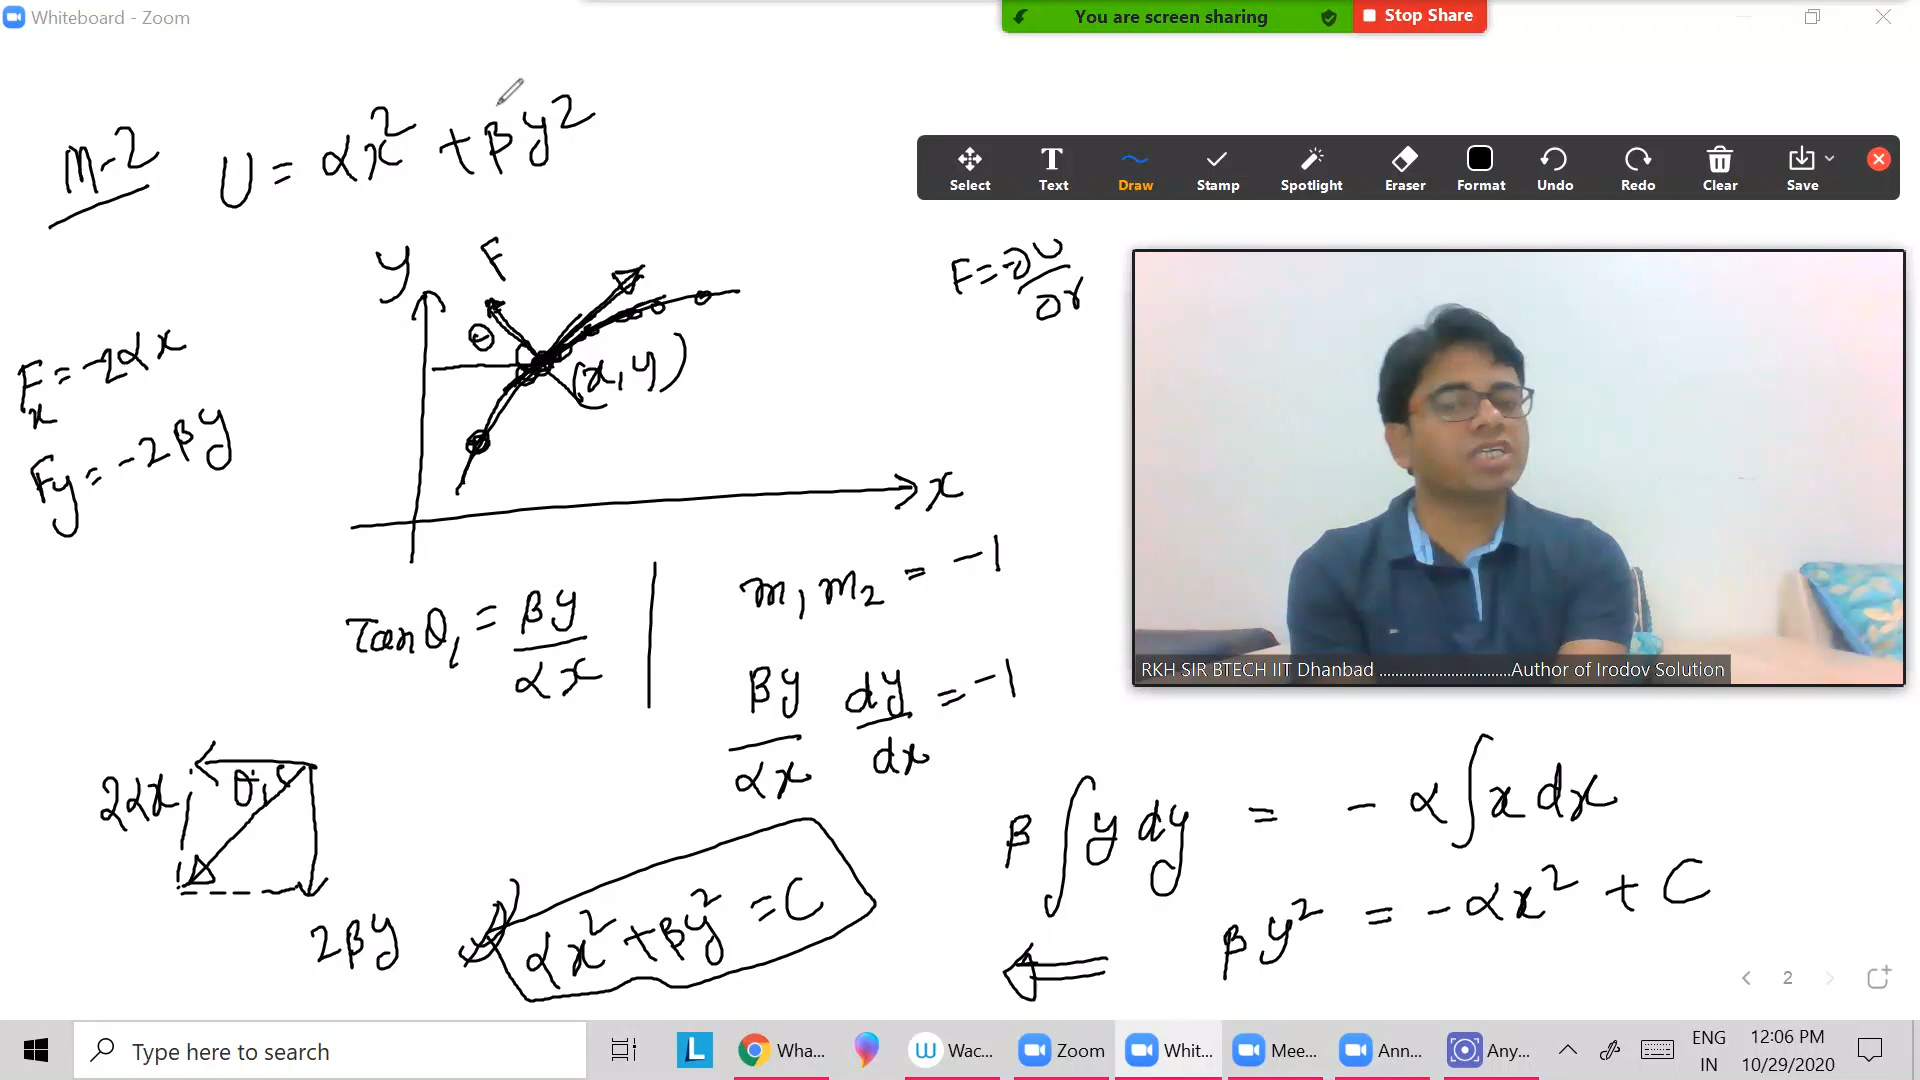 Whiteboard - Zoom
You are screen sharing
Stop Share
M-2 U = αx² + βy²
Select Text Draw Stamp Spotlight Eraser Format Undo Redo Clear Save
y
F
θ
(x, y)
x
F = -∂U/∂r
Fx = -2αx
Fy = -2βy
Tanθ₁ = βy/αx
m₁ m₂ = -1
βy/αx dy/dx = -1
RKH SIR BTECH IIT Dhanbad ................................Author of Irodov Solution
2αx
θ₁
2βy
β∫y dy = -α∫x dx
βy² = -αx² + C
αx² + βy² = C
2
Type here to search
L
Wha...
W
Wac...
Zoom
Whit...
Mee...
Ann...
Any...
ENG
IN
12:06 PM
10/29/2020